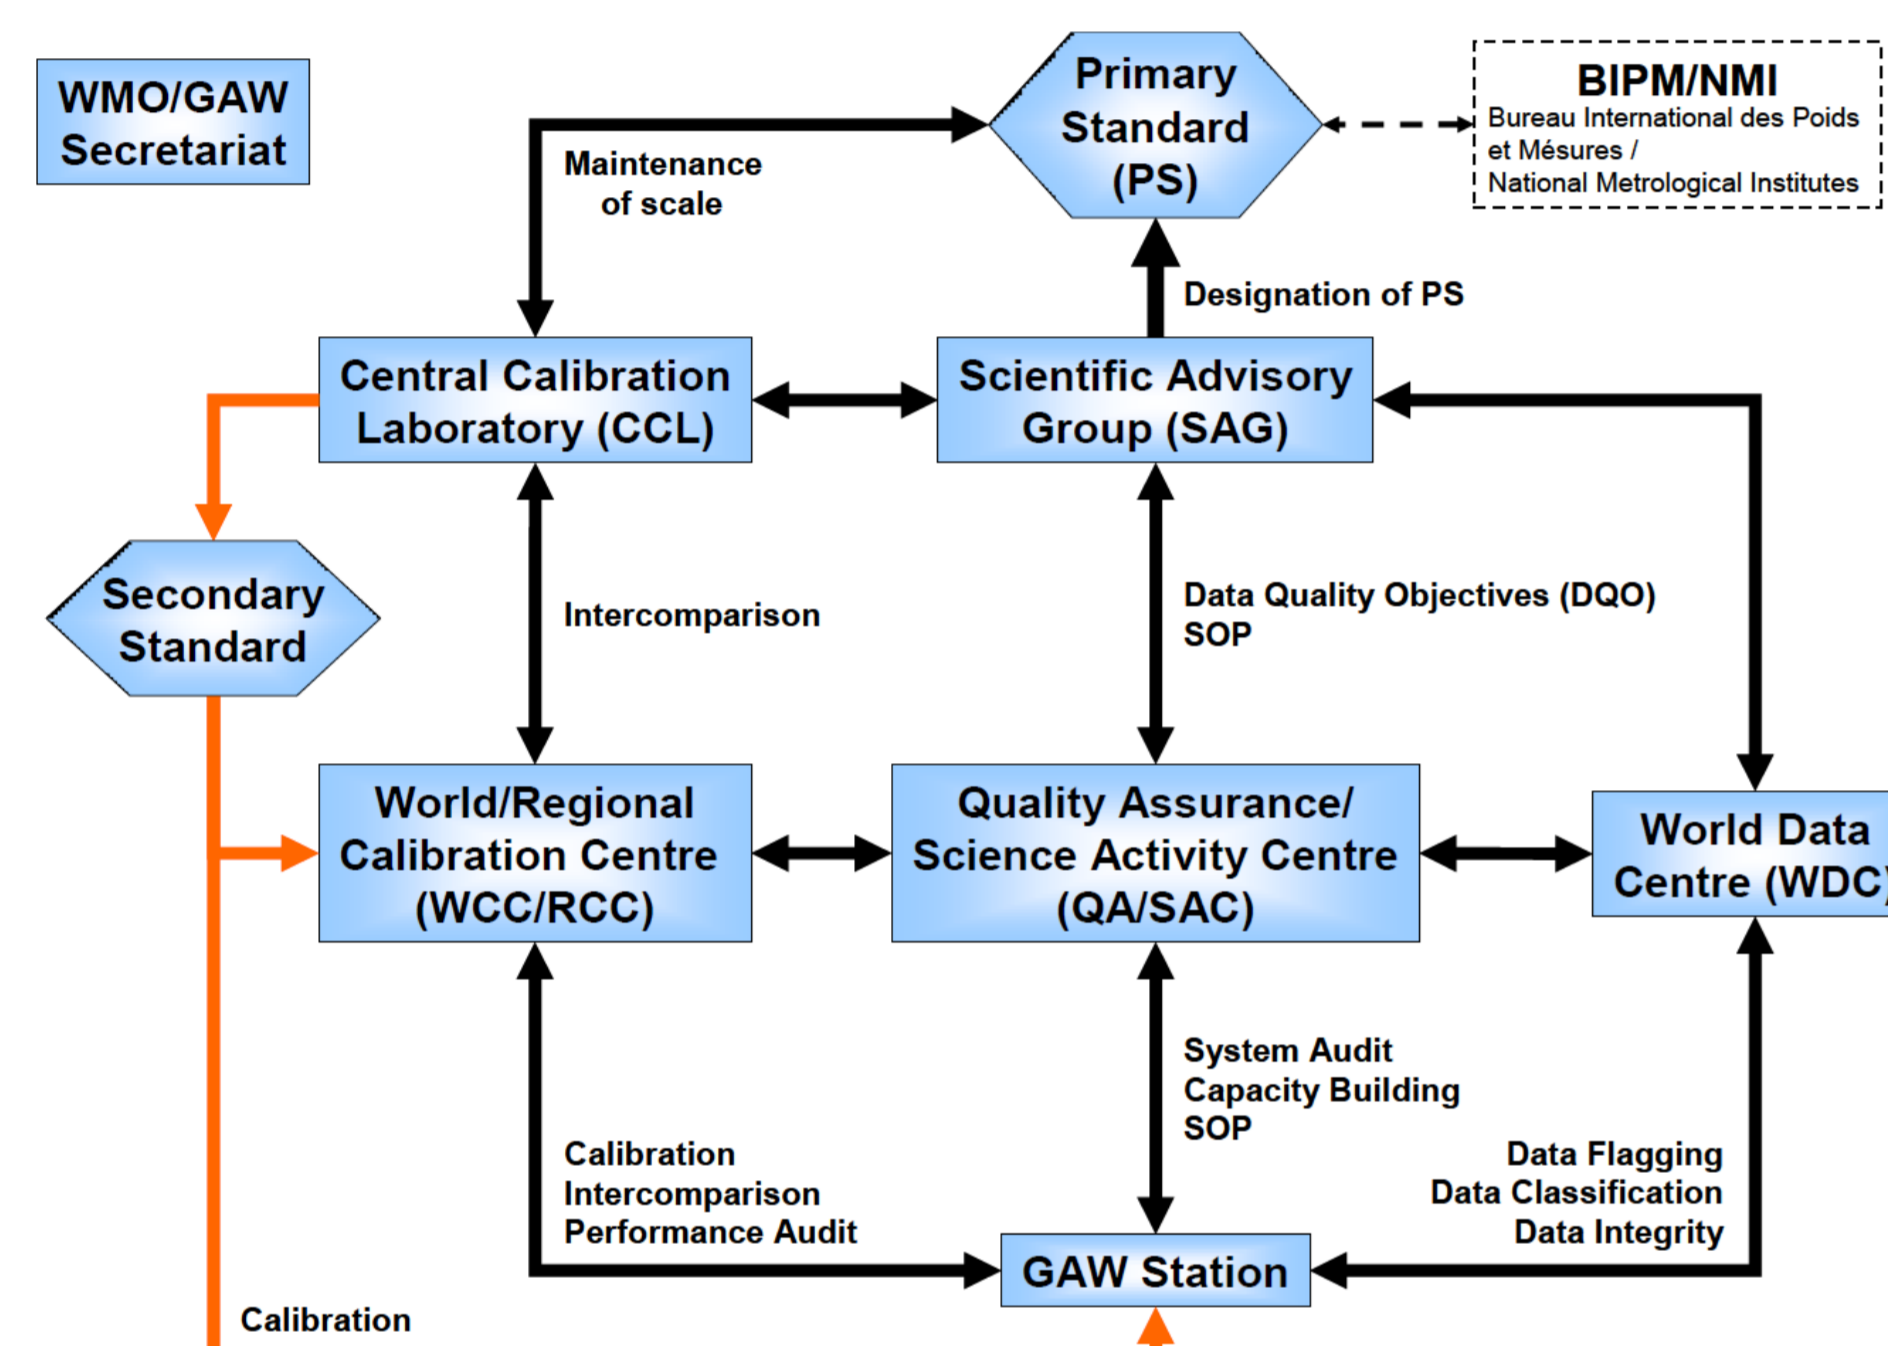 WMO/GAW
Secretariat
Primary
Standard
(PS)
BIPM/NMI
Bureau International des Poids
et Mésures /
National Metrological Institutes
Maintenance
of scale
Designation of PS
Central Calibration
Laboratory (CCL)
Scientific Advisory
Group (SAG)
Secondary
Standard
Intercomparison
Data Quality Objectives (DQO)
SOP
World/Regional
Calibration Centre
(WCC/RCC)
Quality Assurance/
Science Activity Centre
(QA/SAC)
World Data
Centre (WDC)
System Audit
Capacity Building
SOP
Calibration
Intercomparison
Performance Audit
Data Flagging
Data Classification
Data Integrity
GAW Station
Calibration